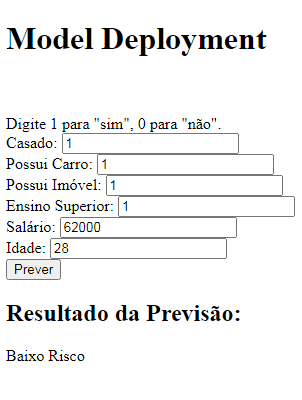 Model Deployment
Digite 1 para "sim", 0 para "não".
Casado: 1
Possui Carro: 1
Possui Imóvel: 1
Ensino Superior: 1
Salário: 62000
Idade: 28
Prever
Resultado da Previsão:
Baixo Risco